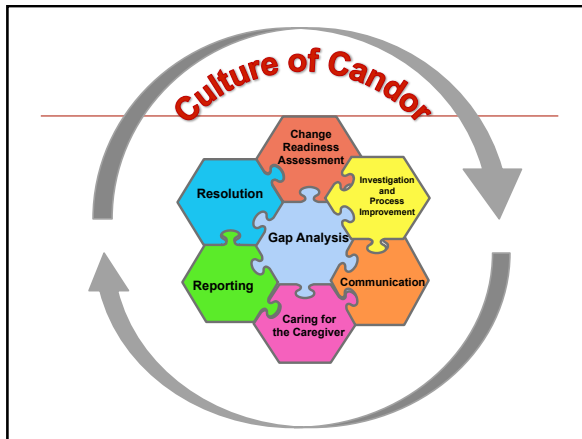 Culture of Candor
Change
Readiness
Assessment
Resolution
Investigation
and
Process
Improvement
Gap Analysis
Reporting
Communication
Caring for
the Caregiver